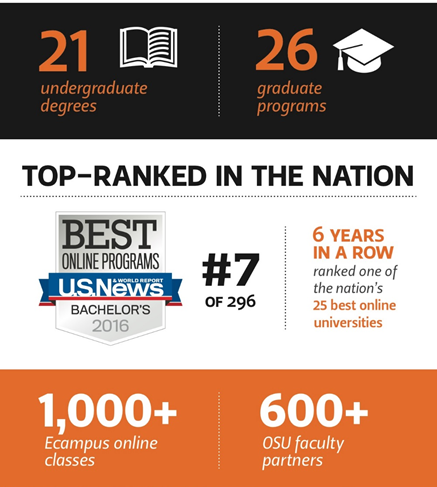 21
undergraduate
degrees
26
graduate
programs
TOP–RANKED IN THE NATION
BEST
ONLINE PROGRAMS
U.S.News
& WORLD REPORT
BACHELOR'S
2016
#7
OF 296
6 YEARS
IN A ROW
ranked one of
the nation's
25 best online
universities
1,000+
Ecampus online
classes
600+
OSU faculty
partners